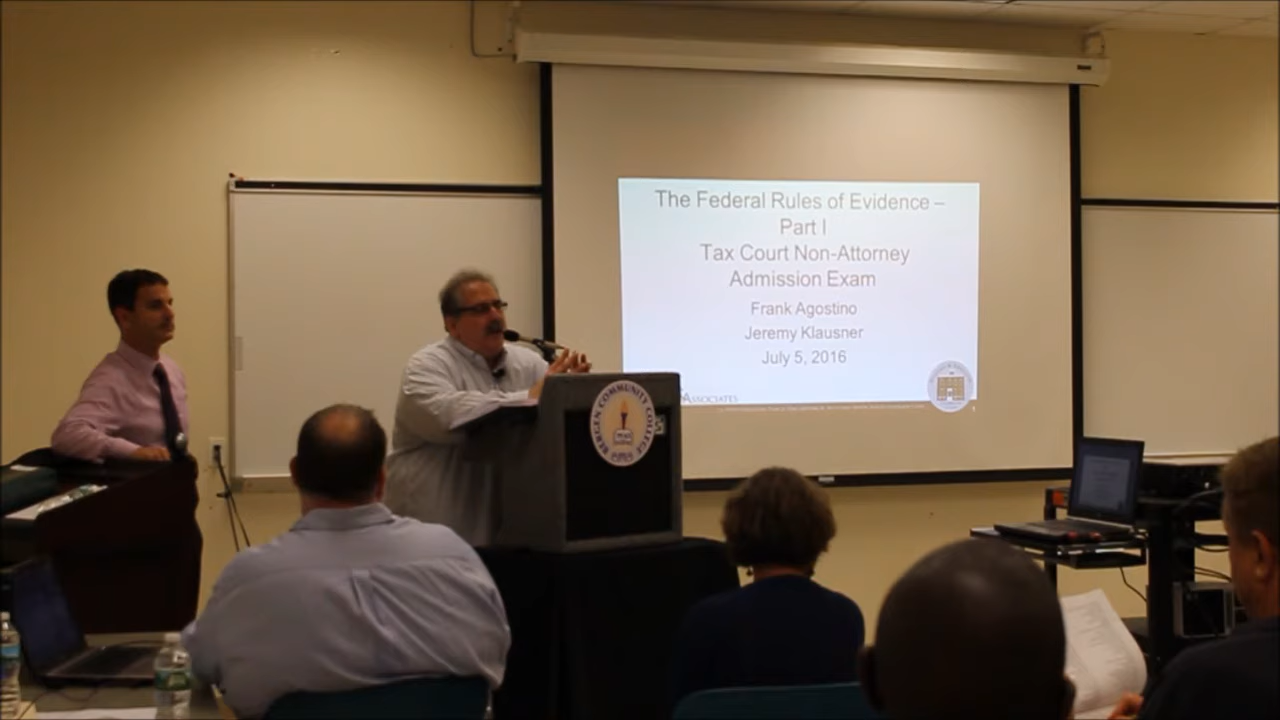 The Federal Rules of Evidence –
Part I
Tax Court Non-Attorney
Admission Exam
Frank Agostino
Jeremy Klausner
July 5, 2016
ASSOCIATES
BERGEN COMMUNITY COLLEGE